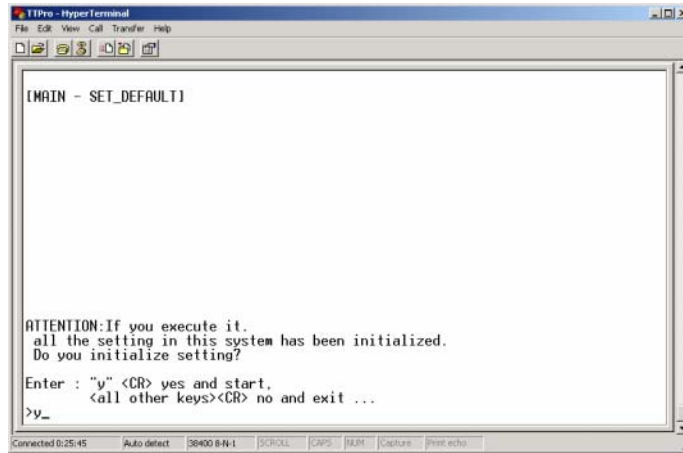 TTPro - HyperTerminal
File Edit View Call Transfer Help
[MAIN - SET_DEFAULT]
ATTENTION:If you execute it.
all the setting in this system has been initialized.
Do you initialize setting?
Enter : "y" <CR> yes and start,
<all other keys><CR> no and exit ...
>y_
Connected 0:25:45 Auto detect 38400 8-N-1 SCROLL CAPS NUM Capture Print echo